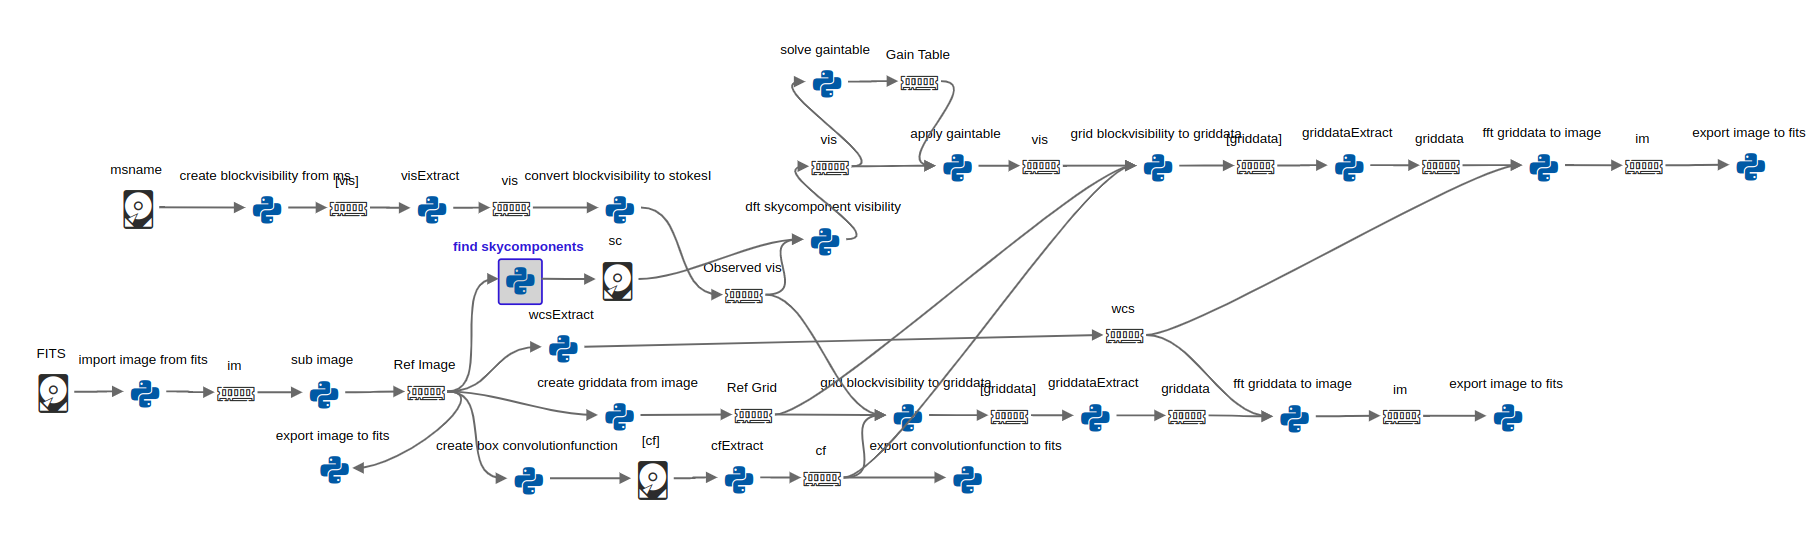 solve gaintable
Gain Table
vis
apply gaintable
vis
grid blockvisibility to griddata
[griddata]
griddataExtract
griddata
fft griddata to image
im
export image to fits
msname
create blockvisibility from ms
[vis]
visExtract
vis
convert blockvisibility to stokesI
dft skycomponent visibility
find skycomponents
sc
Observed vis
wcsExtract
wcs
FITS
import image from fits
im
sub image
Ref Image
create griddata from image
Ref Grid
grid blockvisibility to griddata
[griddata]
griddataExtract
griddata
fft griddata to image
im
export image to fits
export image to fits
create box convolutionfunction
[cf]
cfExtract
cf
export convolutionfunction to fits